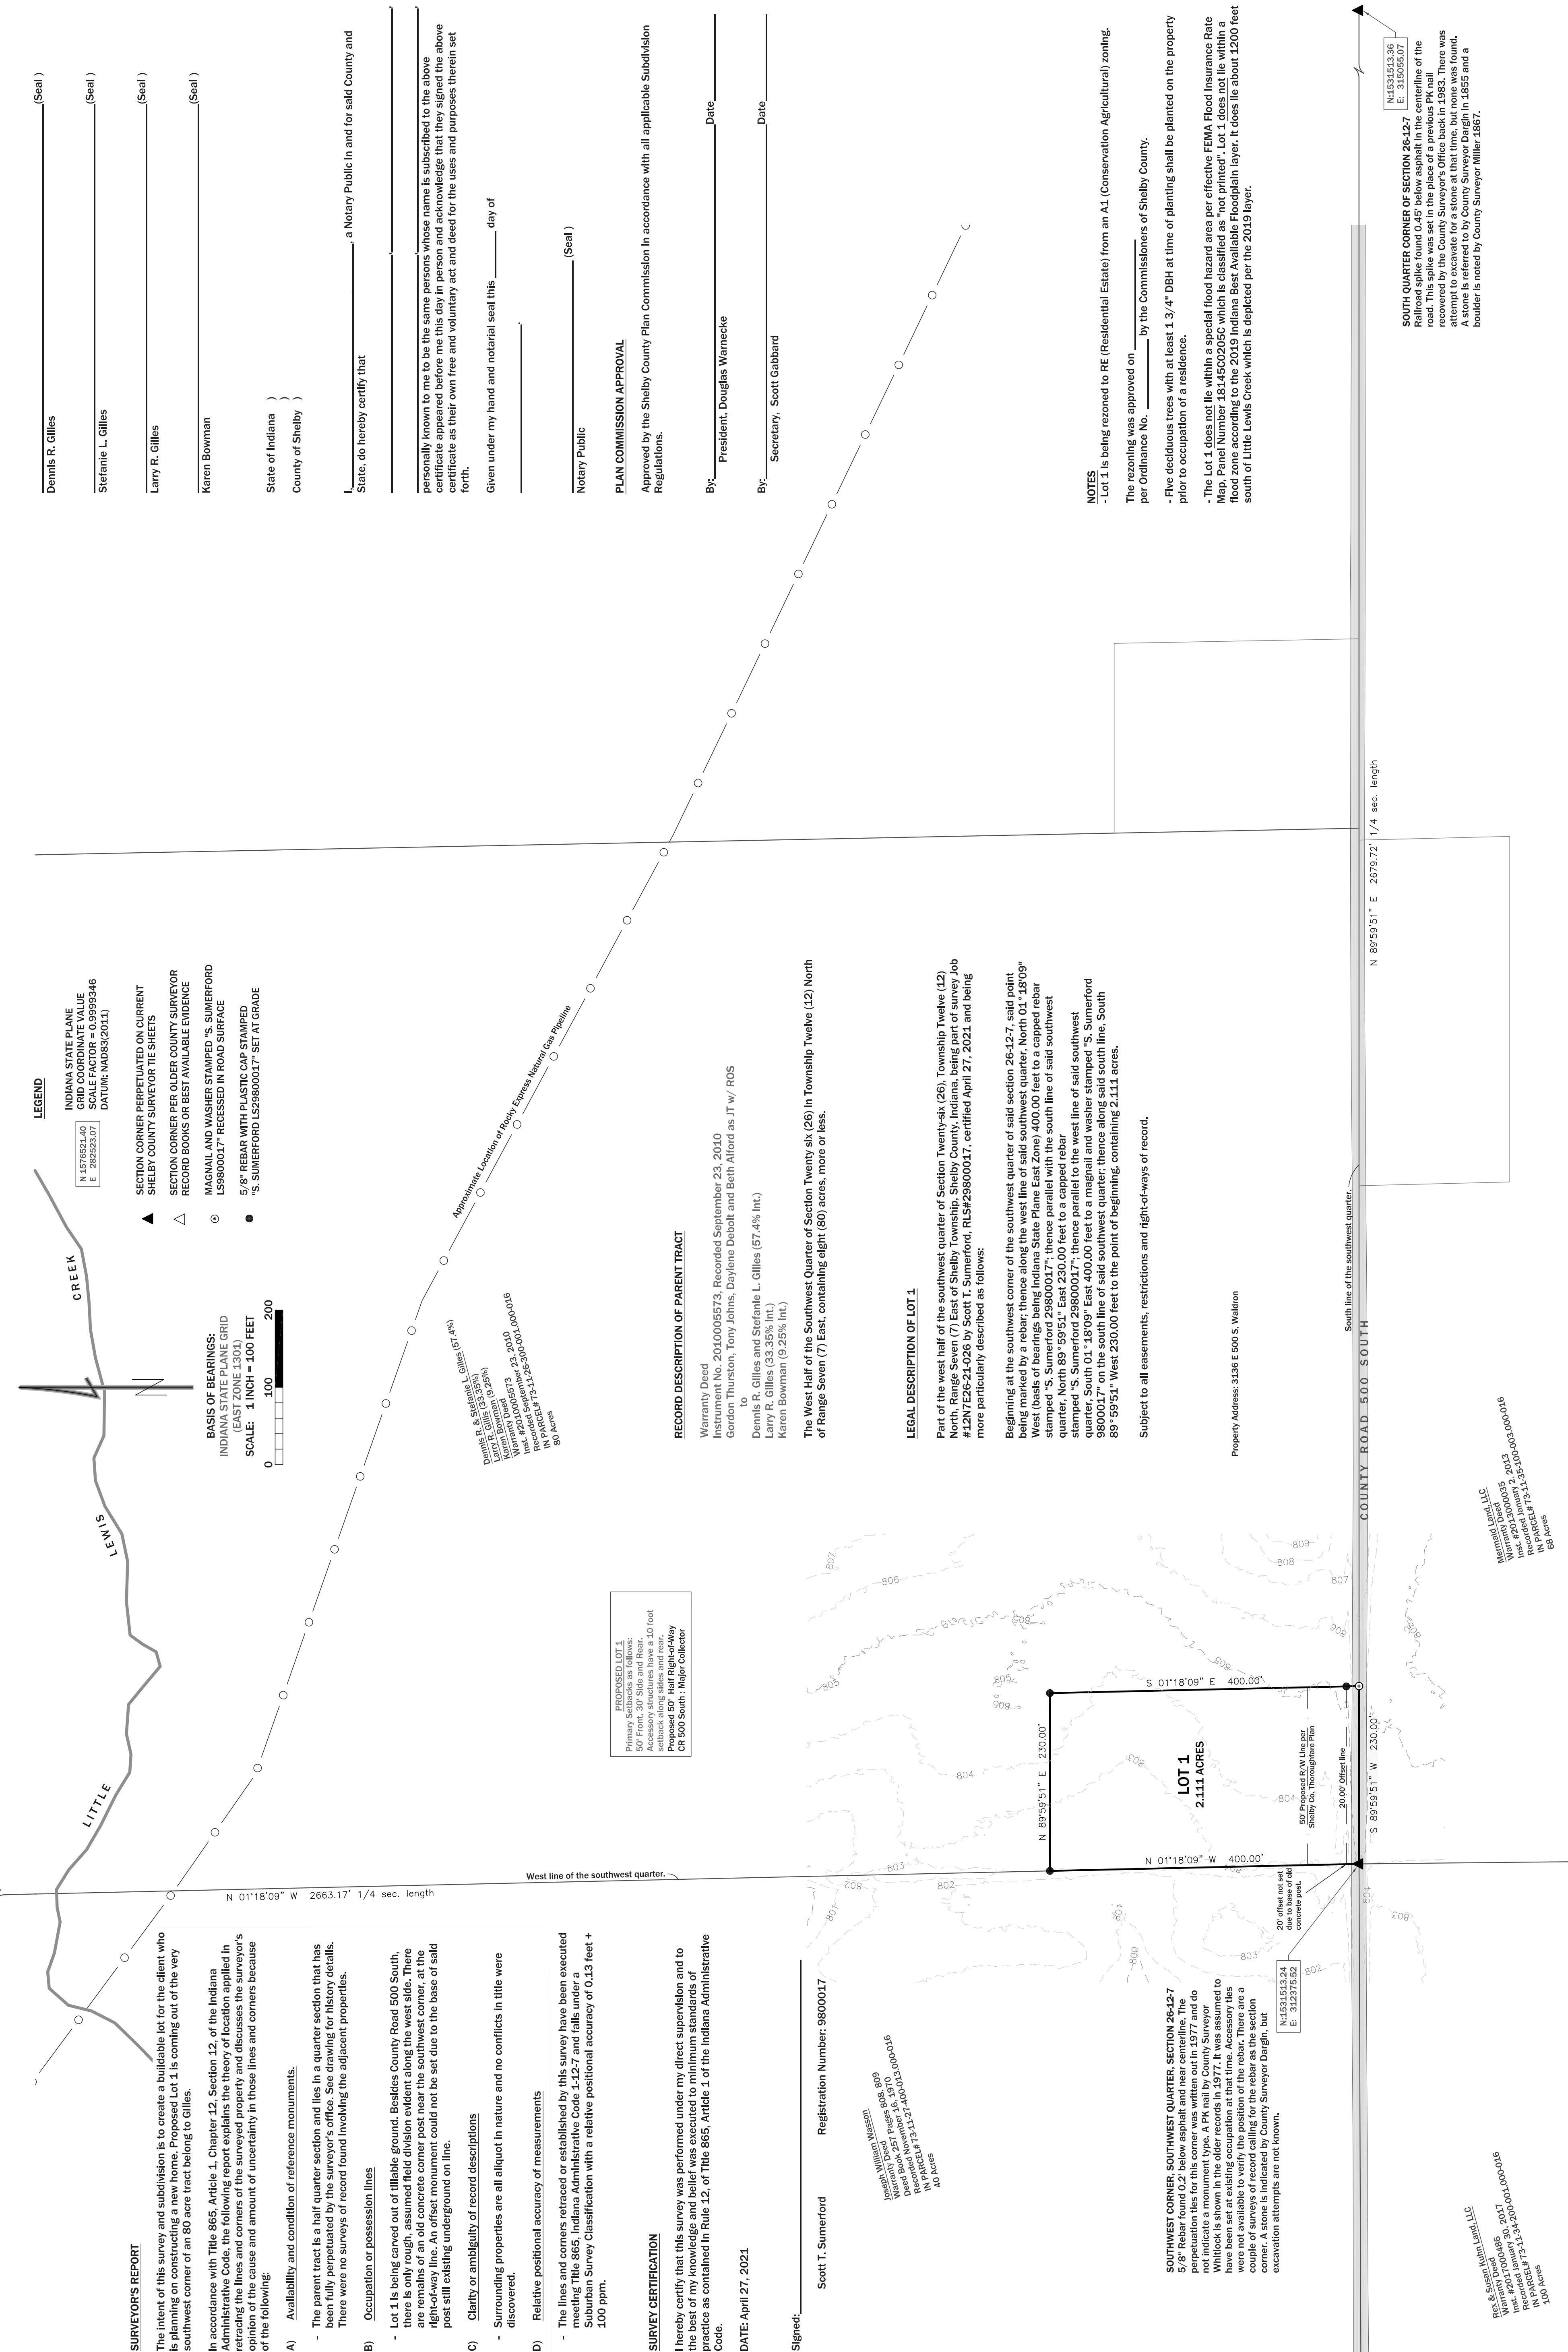 SURVEYOR'S REPORT
The intent of this survey and subdivision is to create a buildable lot for the client who
is planning on constructing a new home. Proposed Lot 1 is coming out of the very
southwest corner of an 80 acre tract belong to Gilles.
In accordance with Title 865, Article 1, Chapter 12, Section 12, of the Indiana
Administrative Code, the following report explains the theory of location applied in
retracing the lines and corners of the surveyed property and discusses the surveyor's
opinion of the cause and amount of uncertainty in those lines and corners because
of the following:
A) Availability and condition of reference monuments.
- The parent tract is a half quarter section and lies in a quarter section that has
been fully perpetuated by the surveyor's office. See drawing for history details.
There were no surveys of record found involving the adjacent properties.
B) Occupation or possession lines
- Lot 1 is being carved out of tillable ground. Besides County Road 500 South,
there is only rough, assumed field division evident along the west side. There
are remains of an old concrete corner post near the southwest corner, at the
right-of-way line. An offset monument could not be set due to the base of said
post still existing underground on line.
C) Clarity or ambiguity of record descriptions
- Surrounding properties are all aliquot in nature and no conflicts in title were
discovered.
D) Relative positional accuracy of measurements
- The lines and corners retraced or established by this survey have been executed
meeting Title 865, Indiana Administrative Code 1-12-7 and falls under a
Suburban Survey Classification with a relative positional accuracy of 0.13 feet +
100 ppm.
SURVEY CERTIFICATION
I hereby certify that this survey was performed under my direct supervision and to
the best of my knowledge and belief was executed to minimum standards of
practice as contained in Rule 12, of Title 865, Article 1 of the Indiana Administrative
Code.
DATE: April 27, 2021
Signed:
Scott T. Sumerford Registration Number: 9800017
Joseph William Wasson
Warranty Deed
Deed Book 257 Pages 808, 809
Recorded November 16, 1970
IN PARCEL# 73-11-27-400-013.000-016
40 Acres
SOUTHWEST CORNER, SOUTHWEST QUARTER, SECTION 26-12-7
5/8" Rebar found 0.2' below asphalt and near centerline. The
perpetuation ties for this corner was written out in 1977 and do
not indicate a monument type. A PK nail by County Surveyor
Whitlock is shown in the older records in 1977. It was assumed to
have been set at existing occupation at that time. Accessory ties
were not available to verify the position of the rebar. There are a
couple of surveys of record calling for the rebar as the section
corner. A stone is indicated by County Surveyor Dargin, but
excavation attempts are not known.
N:1531513.24
E: 312375.52
20' offset not set
due to base of old
concrete post.
Rex & Susan Kuhn Land, LLC
Warranty Deed
Inst. #2017000486
Recorded January 30, 2017
IN PARCEL# 73-11-34-200-001.000-016
100 Acres
LITTLE
LEWIS
CREEK
N 01°18'09" W 2663.17' 1/4 sec. length
West line of the southwest quarter.
BASIS OF BEARINGS:
INDIANA STATE PLANE GRID
(EAST ZONE 1301)
SCALE: 1 INCH = 100 FEET
0 100 200
N
LEGEND
N 1576521.40
E 282523.07
INDIANA STATE PLANE
GRID COORDINATE VALUE
SCALE FACTOR = 0.9999346
DATUM: NAD83(2011)
SECTION CORNER PERPETUATED ON CURRENT
SHELBY COUNTY SURVEYOR TIE SHEETS
SECTION CORNER PER OLDER COUNTY SURVEYOR
RECORD BOOKS OR BEST AVAILABLE EVIDENCE
MAGNAIL AND WASHER STAMPED "S. SUMERFORD
LS9800017" RECESSED IN ROAD SURFACE
5/8" REBAR WITH PLASTIC CAP STAMPED
"S. SUMERFORD LS29800017" SET AT GRADE
Approximate Location of Rocky Express Natural Gas Pipeline
Dennis R. & Stefanie L. Gilles (57.4%)
Larry R. Gillis (33.35%)
Karen Bowman (9.25%)
Warranty Deed
Inst. #2010005573
Recorded September 23, 2010
IN PARCEL# 73-11-26-300-001.000-016
80 Acres
PROPOSED LOT 1
Primary Setbacks as follows:
50' Front, 30' Side and Rear.
Accessory structures have a 10 foot
setback along sides and rear.
Proposed 50' Half Right-of-Way
CR 500 South : Major Collector
RECORD DESCRIPTION OF PARENT TRACT
Warranty Deed
Instrument No. 2010005573, Recorded September 23, 2010
Gordon Thurston, Tony Johns, Daylene Debolt and Beth Alford as JT w/ ROS
to
Dennis R. Gilles and Stefanie L. Gilles (57.4% Int.)
Larry R. Gilles (33.35% Int.)
Karen Bowman (9.25% Int.)
The West Half of the Southwest Quarter of Section Twenty six (26) in Township Twelve (12) North
of Range Seven (7) East, containing eight (80) acres, more or less.
LEGAL DESCRIPTION OF LOT 1
Part of the west half of the southwest quarter of Section Twenty-six (26), Township Twelve (12)
North, Range Seven (7) East of Shelby Township, Shelby County, Indiana, being part of survey Job
#12N7E26-21-026 by Scott T. Sumerford, RLS#29800017, certified April 27, 2021 and being
more particularly described as follows:
Beginning at the southwest corner of the southwest quarter of said section 26-12-7, said point
being marked by a rebar; thence along the west line of said southwest quarter, North 01°18'09"
West (basis of bearings being Indiana State Plane East Zone) 400.00 feet to a capped rebar
stamped "S. Sumerford 29800017"; thence parallel with the south line of said southwest
quarter, North 89°59'51" East 230.00 feet to a capped rebar
stamped "S. Sumerford 29800017"; thence parallel to the west line of said southwest
quarter, South 01°18'09" East 400.00 feet to a magnail and washer stamped "S. Sumerford
9800017" on the south line of said southwest quarter; thence along said south line, South
89°59'51" West 230.00 feet to the point of beginning, containing 2.111 acres.
Subject to all easements, restrictions and right-of-ways of record.
Property Address: 3136 E 500 S, Waldron
South line of the southwest quarter.
COUNTY ROAD 500 SOUTH
N 89°59'51" E 2679.72' 1/4 sec. length
N 89°59'51" E 230.00'
S 01°18'09" E 400.00'
N 01°18'09" W 400.00'
S 89°59'51" W 230.00'
LOT 1
2.111 ACRES
50' Proposed R/W Line per
Shelby Co. Thoroughfare Plan
20.00' Offset line
807
806
805
805
805
806
809
808
807
806
805
804
803
804
803
802
802
801
801
800
803
802
804
803
Mermaid Land, LLC
Warranty Deed
Inst. #2013000035
Recorded January 2, 2013
IN PARCEL# 73-11-35-100-003.000-016
68 Acres
Dennis R. Gilles (Seal )
Stefanie L. Gilles (Seal )
Larry R. Gilles (Seal )
Karen Bowman (Seal )
State of Indiana )
)
County of Shelby )
I, , a Notary Public in and for said County and
State, do hereby certify that
personally known to me to be the same persons whose name is subscribed to the above
certificate appeared before me this day in person and acknowledge that they signed the above
certificate as their own free and voluntary act and deed for the uses and purposes therein set
forth.
Given under my hand and notarial seal this day of
Notary Public (Seal )
PLAN COMMISSION APPROVAL
Approved by the Shelby County Plan Commission in accordance with all applicable Subdivision
Regulations.
By: Date
President, Douglas Warnecke
By: Date
Secretary, Scott Gabbard
NOTES
- Lot 1 is being rezoned to RE (Residential Estate) from an A1 (Conservation Agricultural) zoning.
The rezoning was approved on
per Ordinance No. by the Commissioners of Shelby County.
- Five deciduous trees with at least 1 3/4" DBH at time of planting shall be planted on the property
prior to occupation of a residence.
- The Lot 1 does not lie within a special flood hazard area per effective FEMA Flood Insurance Rate
Map, Panel Number 18145C0205C which is classified as "not printed". Lot 1 does not lie within a
flood zone according to the 2019 Indiana Best Available Floodplain layer. It does lie about 1200 feet
south of Little Lewis Creek which is depicted per the 2019 layer.
N:1531513.36
E: 315055.07
SOUTH QUARTER CORNER OF SECTION 26-12-7
Railroad spike found 0.45' below asphalt in the centerline of the
road. This spike was set in the place of a previous PK nail
recovered by the County Surveyor's Office back in 1983. There was
attempt to excavate for a stone at that time, but none was found.
A stone is referred to by County Surveyor Dargin in 1855 and a
boulder is noted by County Surveyor Miller 1867.